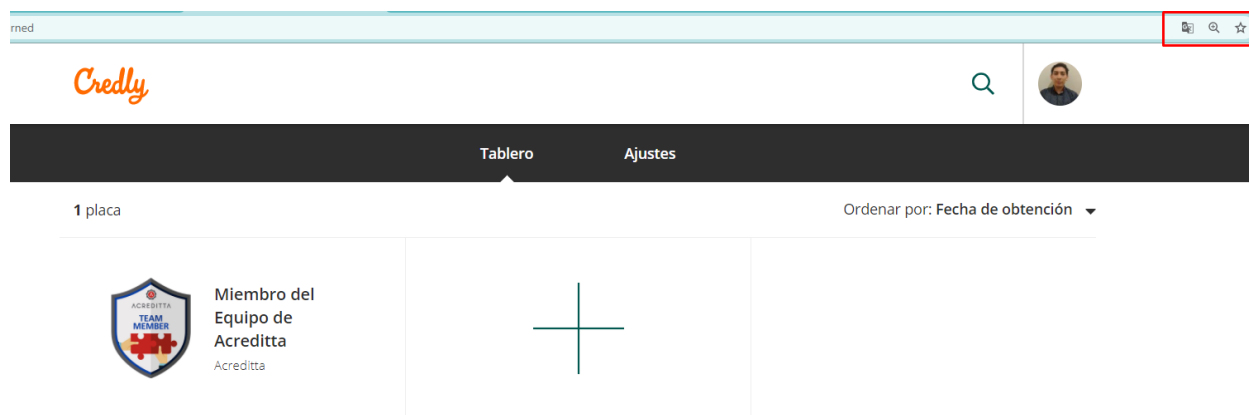 rned
Credly
Tablero
Ajustes
1 placa
Ordenar por: Fecha de obtención
ACREDITTA
TEAM
MEMBER
Miembro del
Equipo de
Acreditta
Acreditta